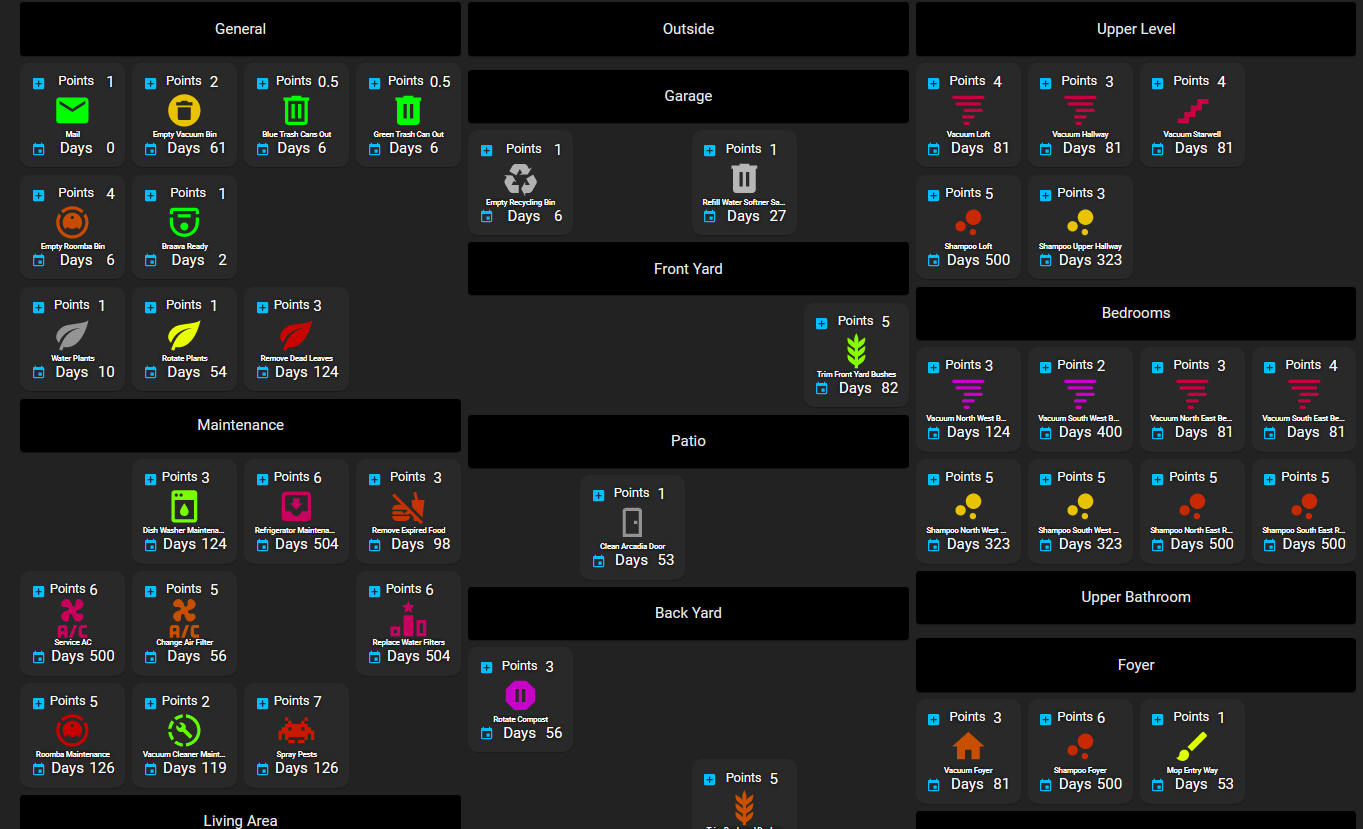 General
Points 1
Mail
Days 0
Points 2
Empty Vacuum Bin
Days 61
Points 0.5
Blue Trash Cans Out
Days 6
Points 0.5
Green Trash Can Out
Days 6
Points 4
Empty Roomba Bin
Days 6
Points 1
Braava Ready
Days 2
Points 1
Water Plants
Days 10
Points 1
Rotate Plants
Days 54
Points 3
Remove Dead Leaves
Days 124
Maintenance
Points 3
Dish Washer Maintena...
Days 124
Points 6
Refrigerator Maintena...
Days 504
Points 3
Remove Expired Food
Days 98
Points 6
A/C
Service AC
Days 500
Points 5
A/C
Change Air Filter
Days 56
Points 6
Replace Water Filters
Days 504
Points 5
Roomba Maintenance
Days 126
Points 2
Vacuum Cleaner Maint...
Days 119
Points 7
Spray Pests
Days 126
Living Area
Outside
Garage
Points 1
Empty Recycling Bin
Days 6
Points 1
Refill Water Softner Sa...
Days 27
Front Yard
Points 5
Trim Front Yard Bushes
Days 82
Patio
Points 1
Clean Arcadia Door
Days 53
Back Yard
Points 3
Rotate Compost
Days 56
Points 5
Upper Level
Points 4
Vacuum Loft
Days 81
Points 3
Vacuum Hallway
Days 81
Points 4
Vacuum Starwell
Days 81
Points 5
Shampoo Loft
Days 500
Points 3
Shampoo Upper Hallway
Days 323
Bedrooms
Points 3
Vacuum North West B...
Days 124
Points 2
Vacuum South West B...
Days 400
Points 3
Vacuum North East Be...
Days 81
Points 4
Vacuum South East Be...
Days 81
Points 5
Shampoo North West ...
Days 323
Points 5
Shampoo South West ...
Days 323
Points 5
Shampoo North East R...
Days 500
Points 5
Shampoo South East R...
Days 500
Upper Bathroom
Foyer
Points 3
Vacuum Foyer
Days 81
Points 6
Shampoo Foyer
Days 500
Points 1
Mop Entry Way
Days 53